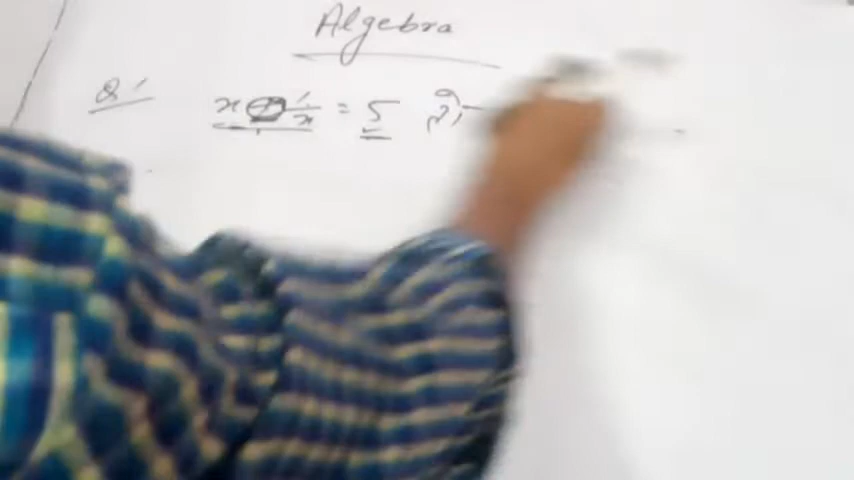 Algebra
Q1 x + 1/x = 5